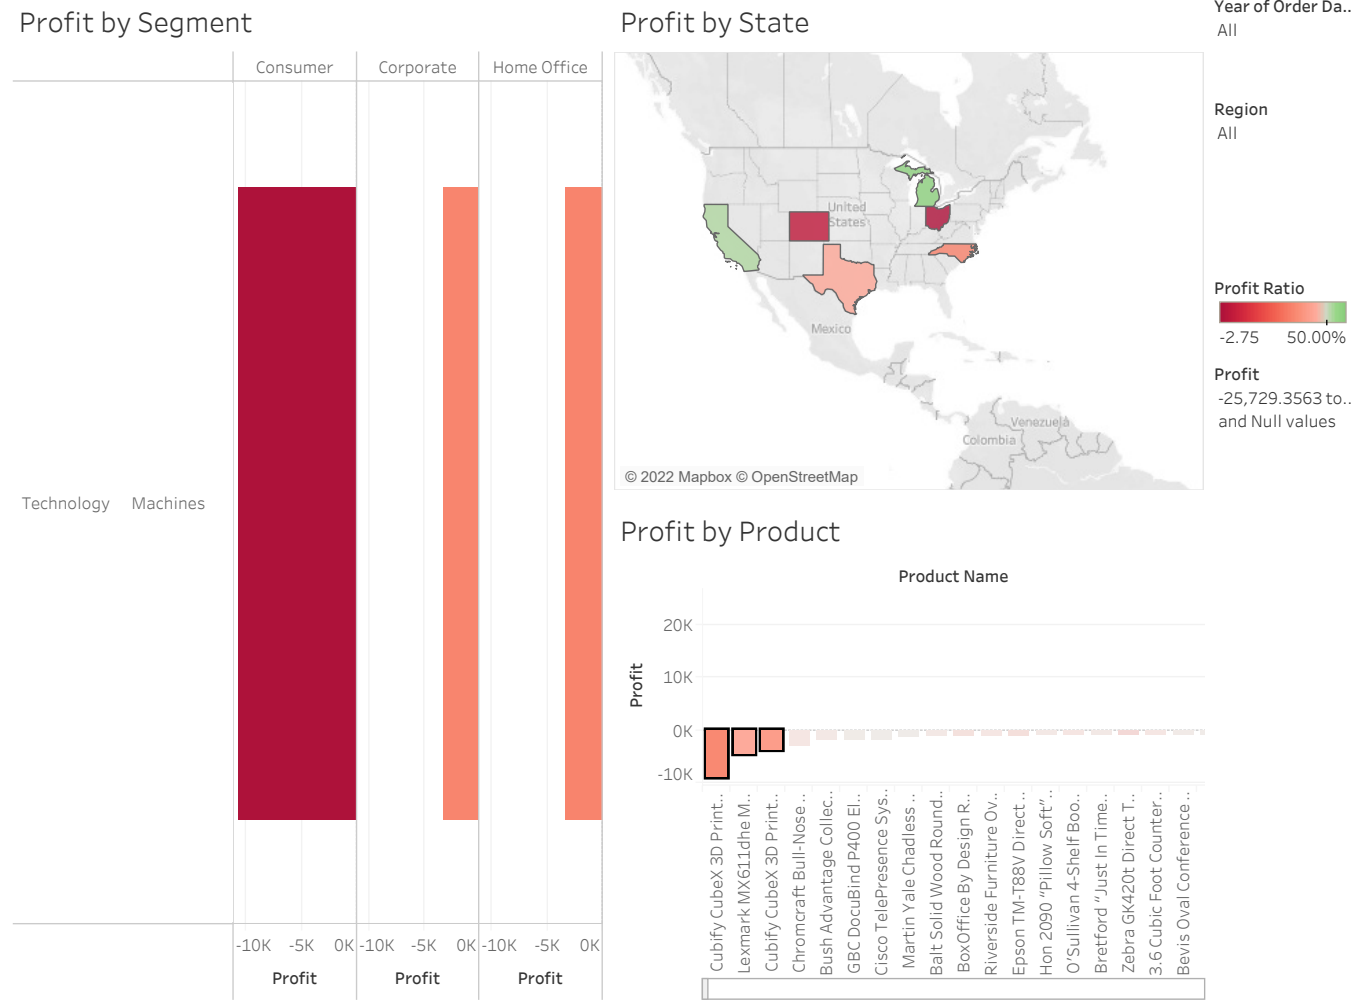 Profit by Segment
Consumer
Corporate
Home Office
Technology
Machines
-10K
-5K
0K
-10K
-5K
0K
-10K
-5K
0K
Profit
Profit
Profit
Profit by State
United
States
Mexico
Venezuela
Colombia
© 2022 Mapbox © OpenStreetMap
Profit by Product
Product Name
Profit
20K
10K
0K
-10K
Cubify CubeX 3D Print..
Lexmark MX611dhe M..
Cubify CubeX 3D Print..
Chromcraft Bull-Nose ..
Bush Advantage Collec..
GBC DocuBind P400 El..
Cisco TelePresence Sys..
Martin Yale Chadless ..
Balt Solid Wood Round..
BoxOffice By Design R..
Riverside Furniture Ov..
Epson TM-T88V Direct ..
Hon 2090 “Pillow Soft”..
O'Sullivan 4-Shelf Boo..
Bretford “Just In Time..
Zebra GK420t Direct T..
3.6 Cubic Foot Counter..
Bevis Oval Conference ..
Year of Order Da..
All
Region
All
Profit Ratio
-2.75
50.00%
Profit
-25,729.3563 to..
and Null values